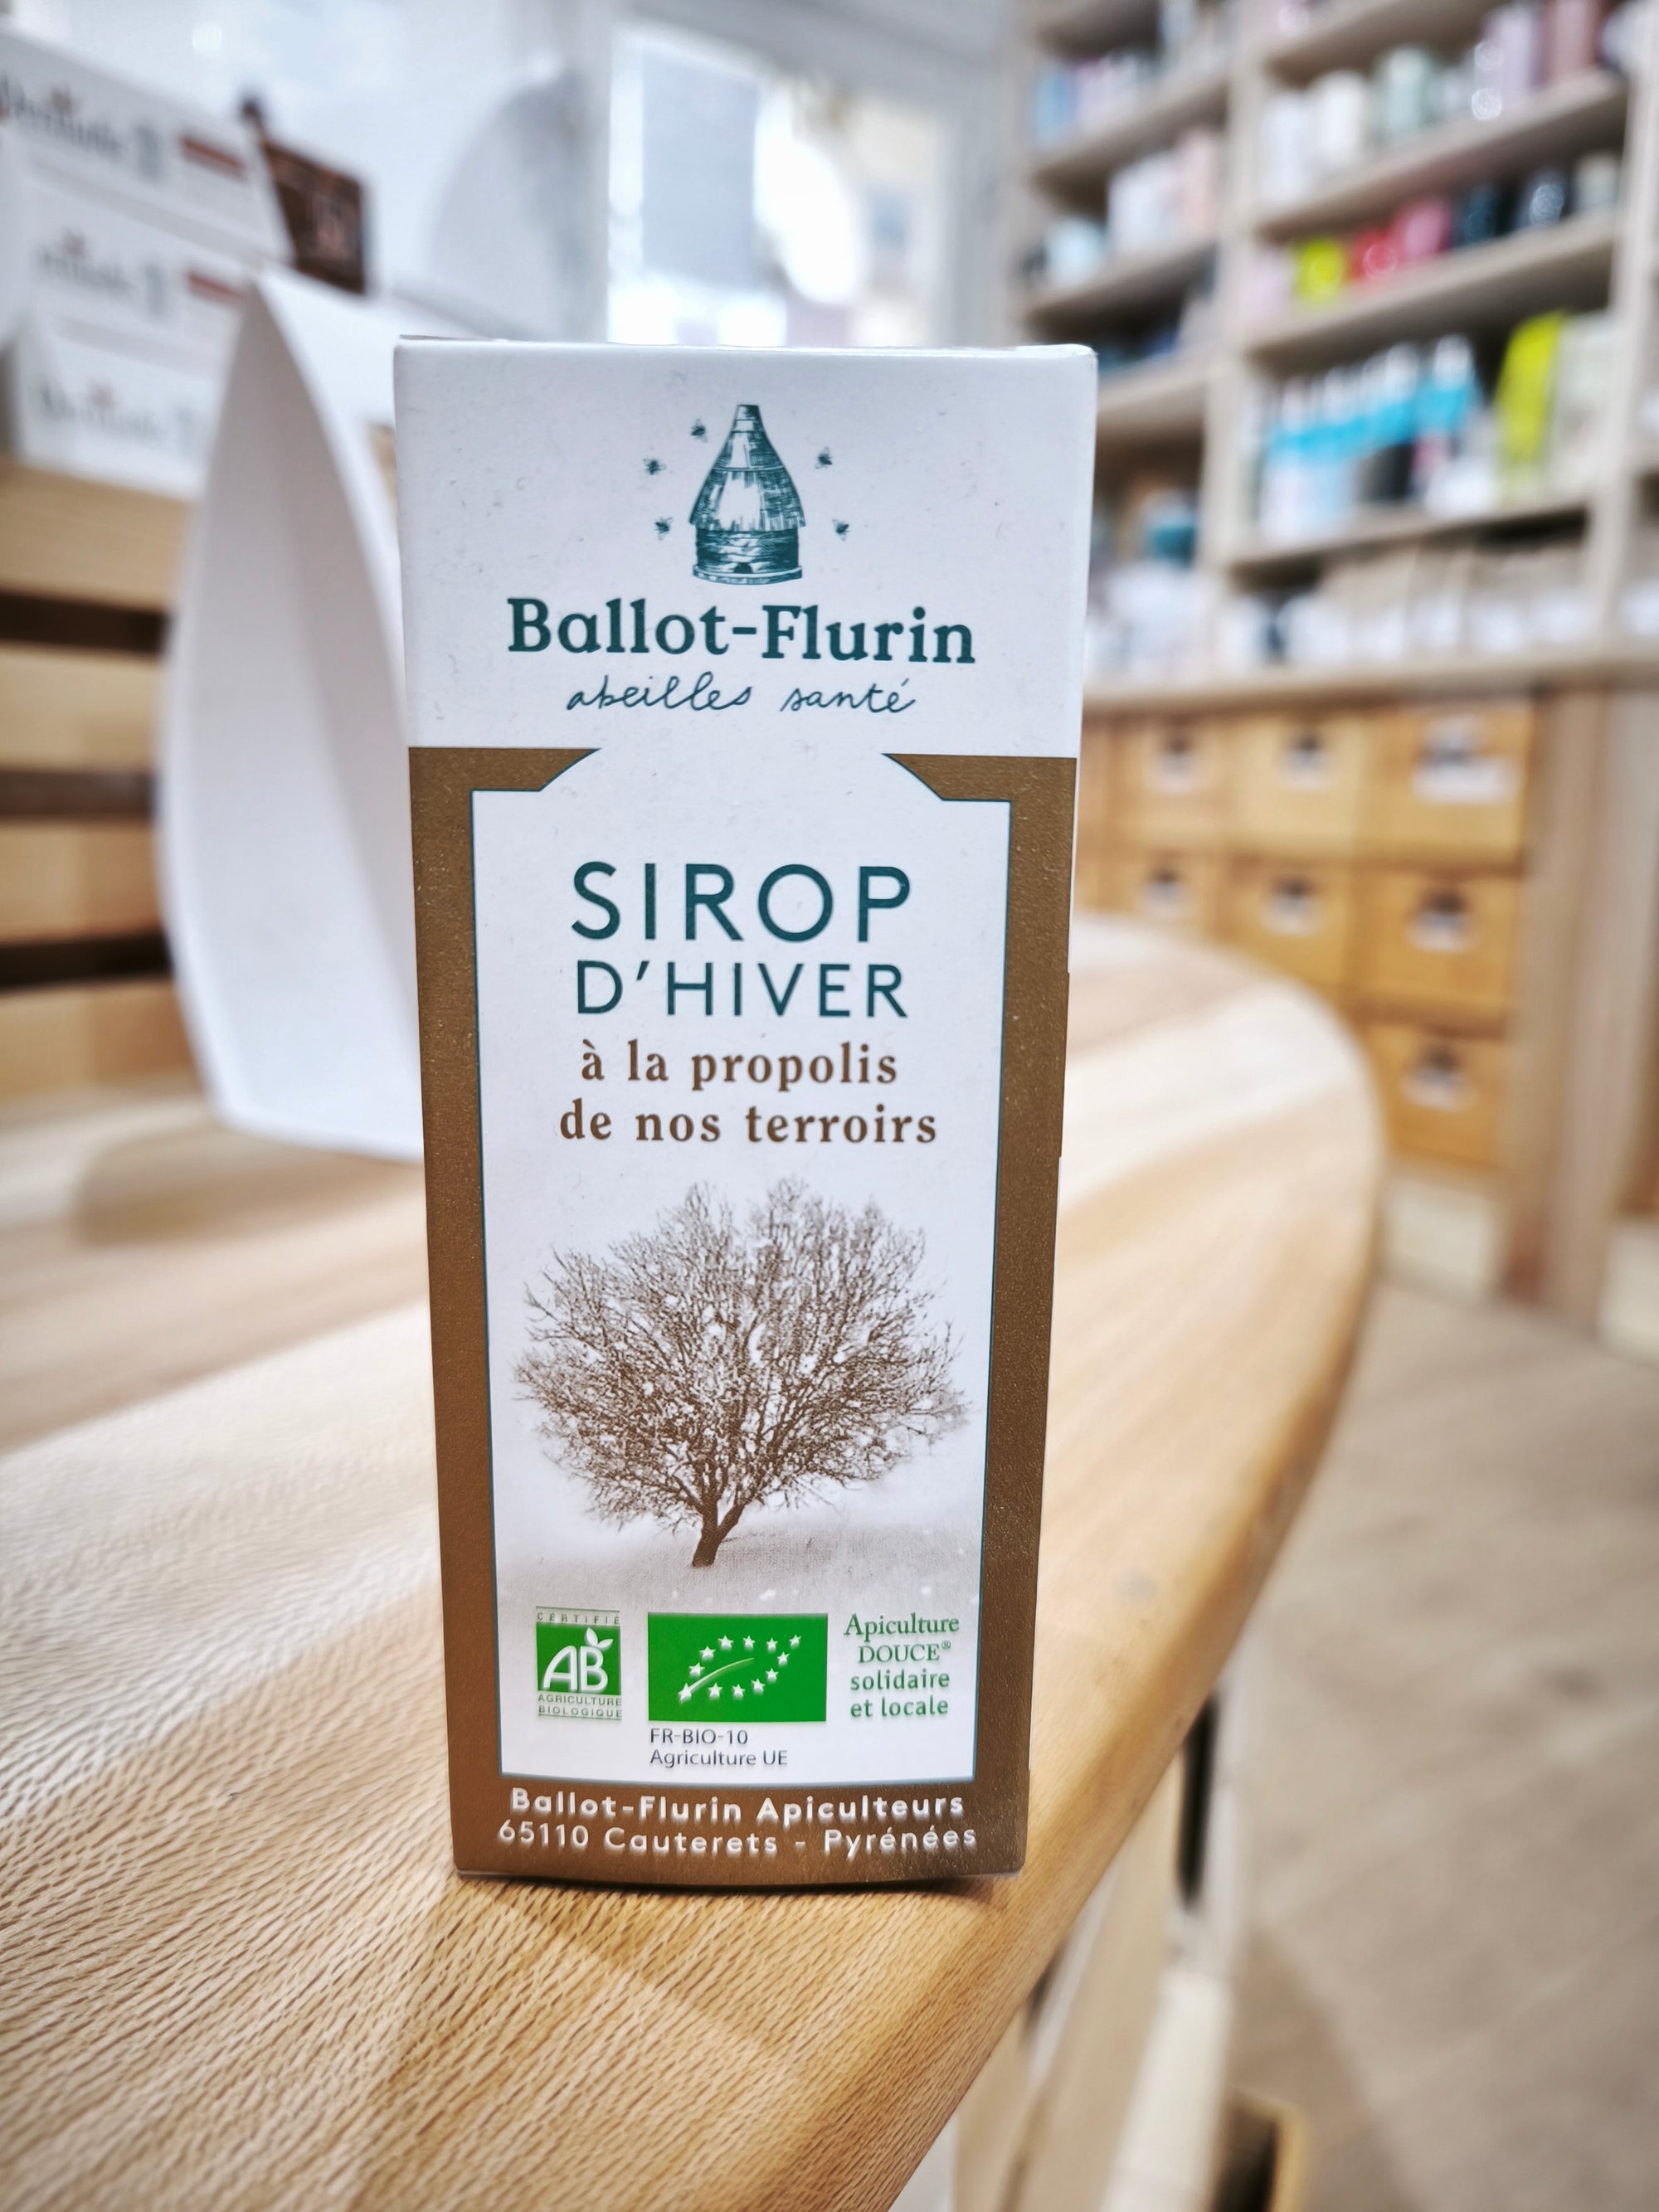 Ballot-Flurin
abeilles santé
SIROP
D'HIVER
à la propolis
de nos terroirs
CERTIFIÉ
AB
AGRICULTURE
BIOLOGIQUE
FR-BIO-10
Agriculture UE
Apiculture
DOUCE®
solidaire
et locale
Ballot-Flurin Apiculteurs
65110 Cauterets - Pyrénées